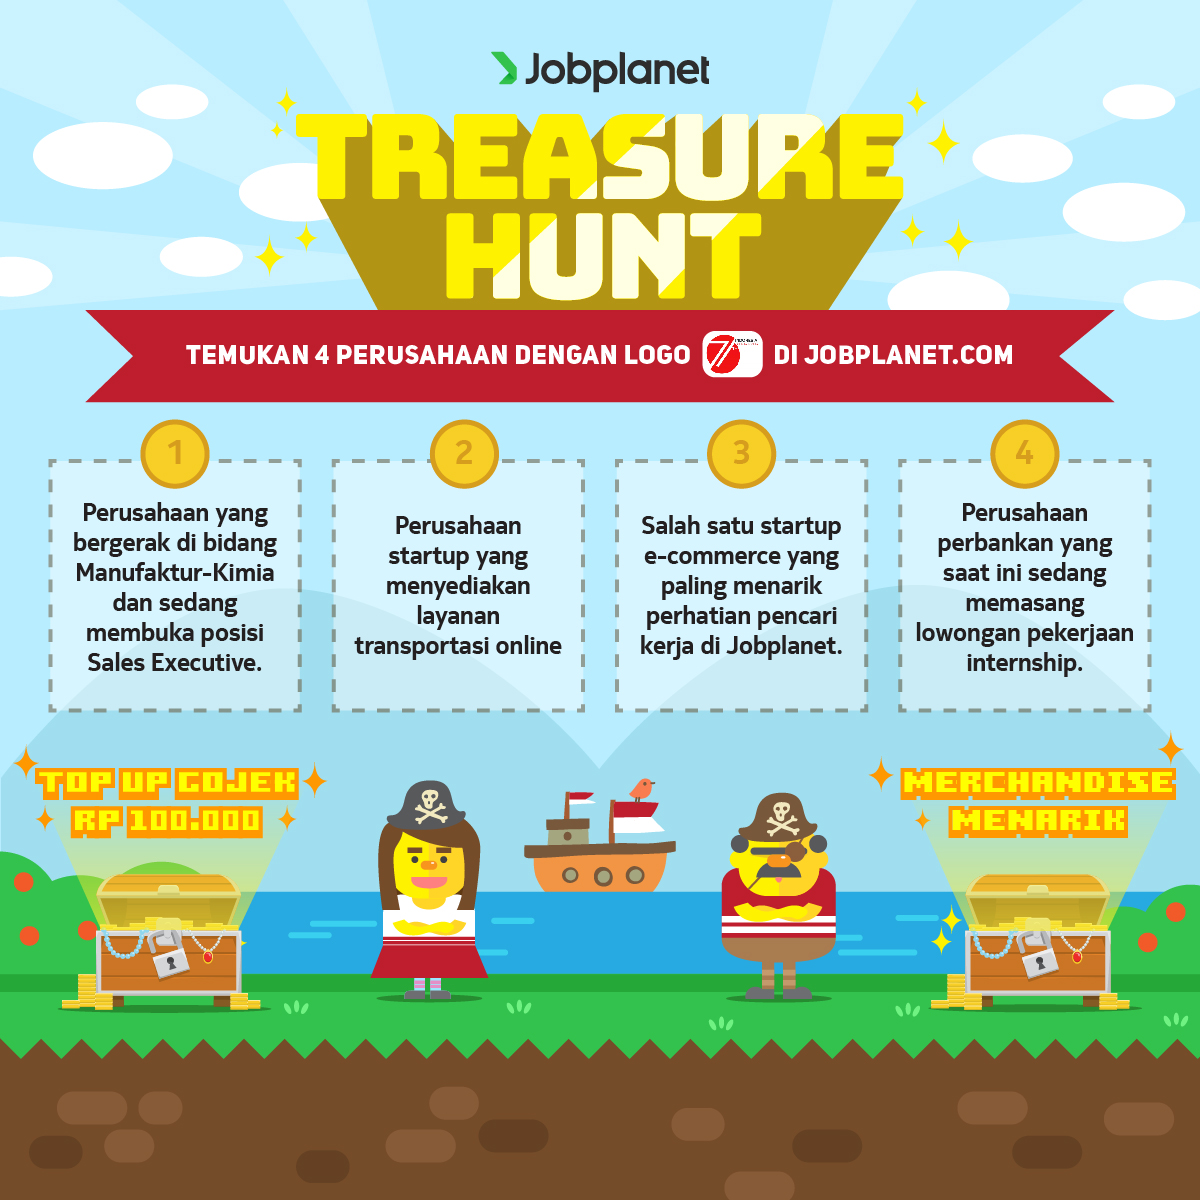 Jobplanet
TREASURE
HUNT
TEMUKAN 4 PERUSAHAAN DENGAN LOGO 71 DI JOBPLANET.COM
1
Perusahaan yang
bergerak di bidang
Manufaktur-Kimia
dan sedang
membuka posisi
Sales Executive.
2
Perusahaan
startup yang
menyediakan
layanan
transportasi online
3
Salah satu startup
e-commerce yang
paling menarik
perhatian pencari
kerja di Jobplanet.
4
Perusahaan
perbankan yang
saat ini sedang
memasang
lowongan pekerjaan
internship.
TOP UP GOJEK
RP 100.000
MERCHANDISE
MENARIK